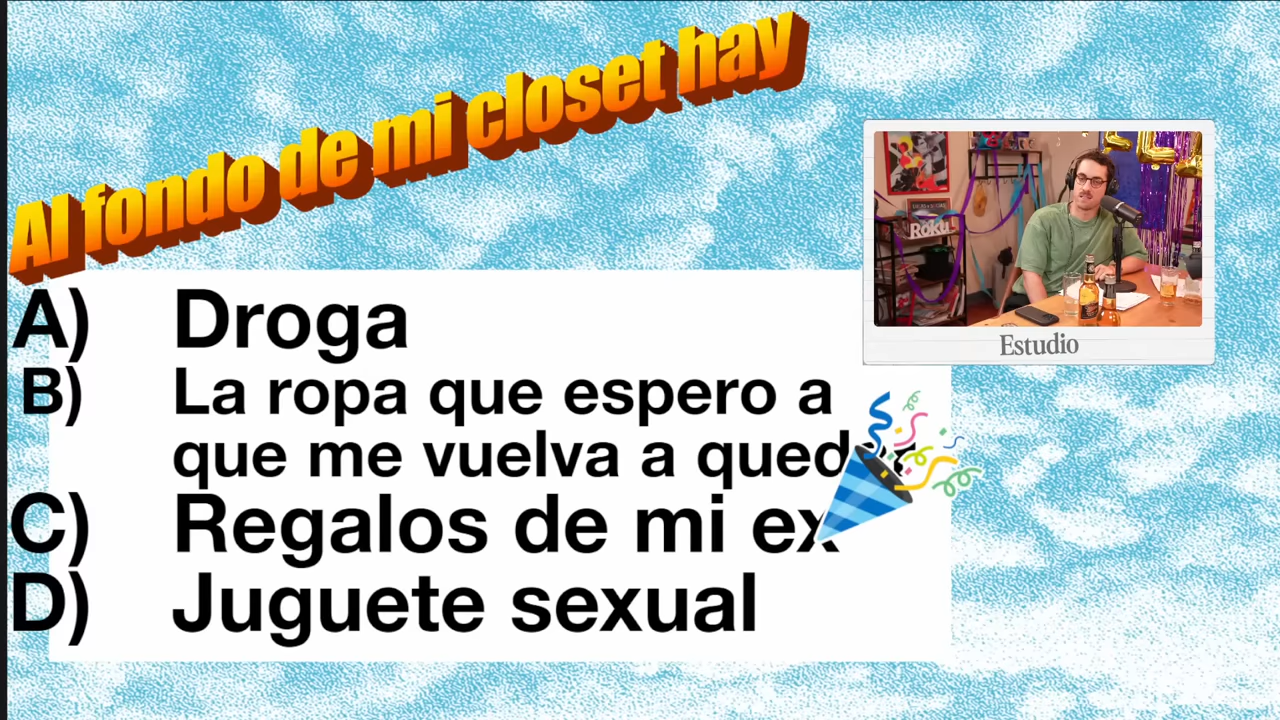 Al fondo de mi closet hay
A) Droga
B) La ropa que espero a
que me vuelva a qued
C) Regalos de mi ex
D) Juguete sexual
Roku
Estudio